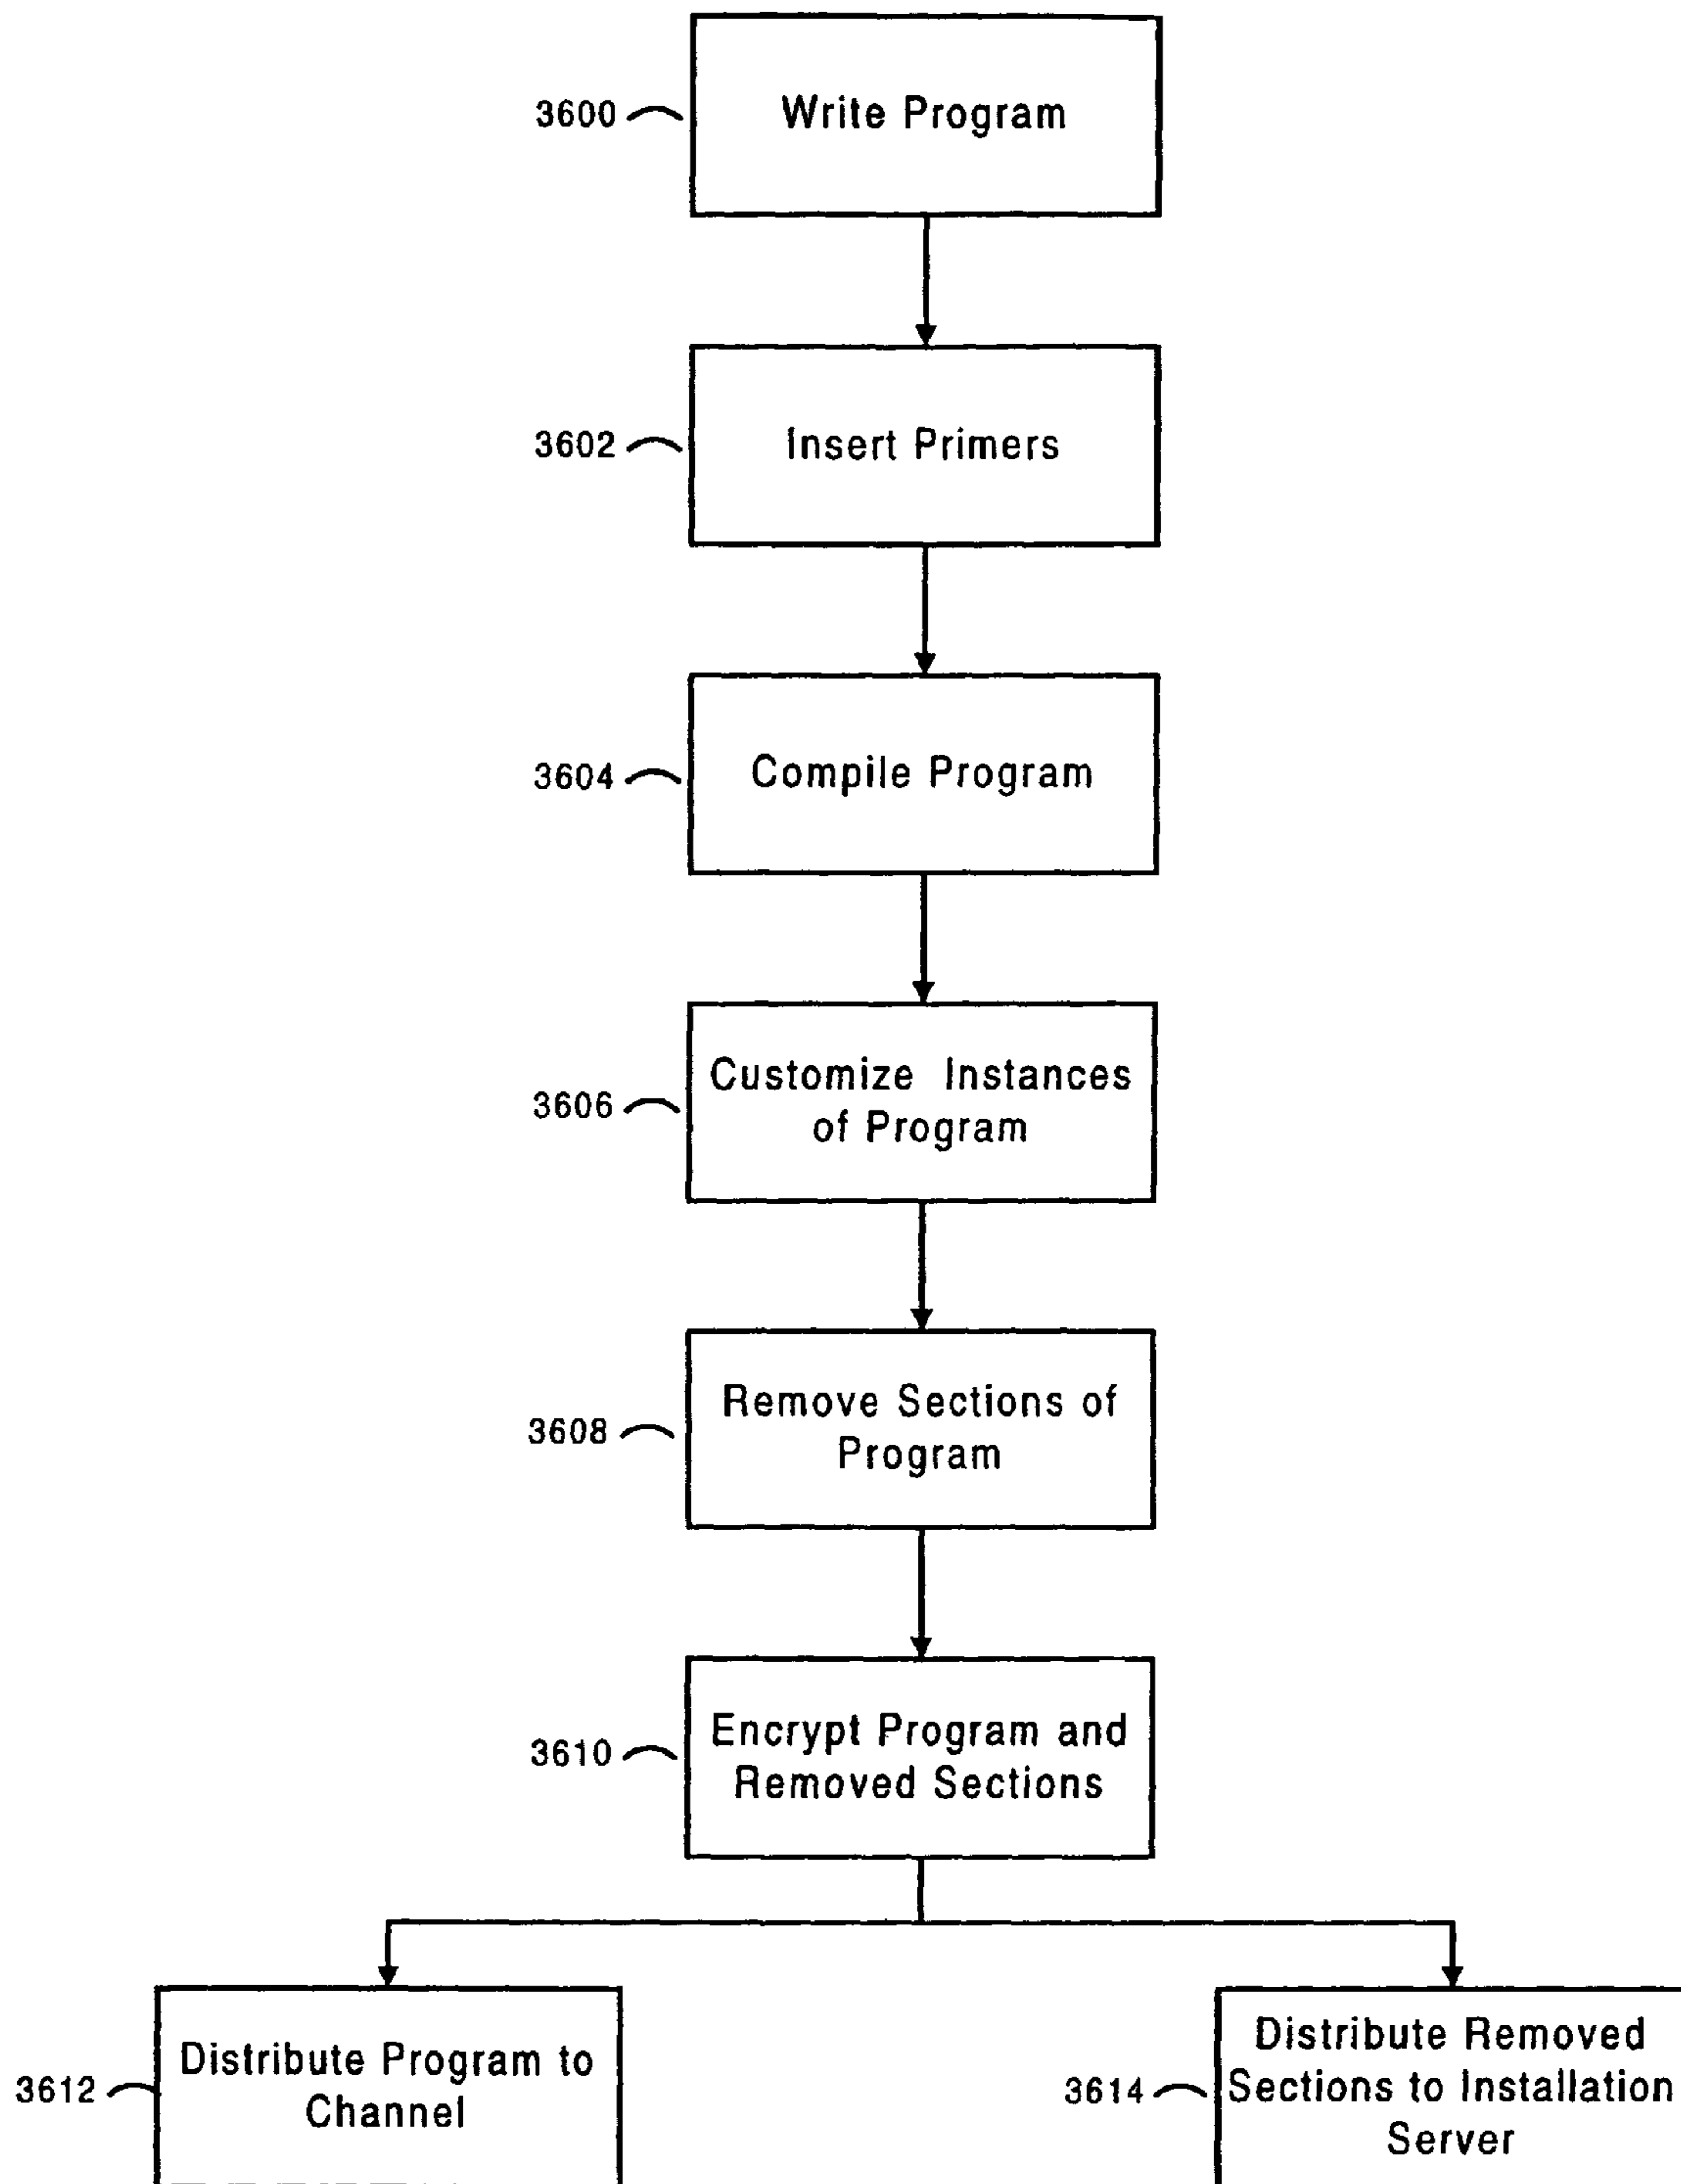 3600
Write Program
3602
Insert Primers
3604
Compile Program
3606
Customize Instances
of Program
3608
Remove Sections of
Program
3610
Encrypt Program and
Removed Sections
3612
Distribute Program to
Channel
3614
Distribute Removed
Sections to Installation
Server